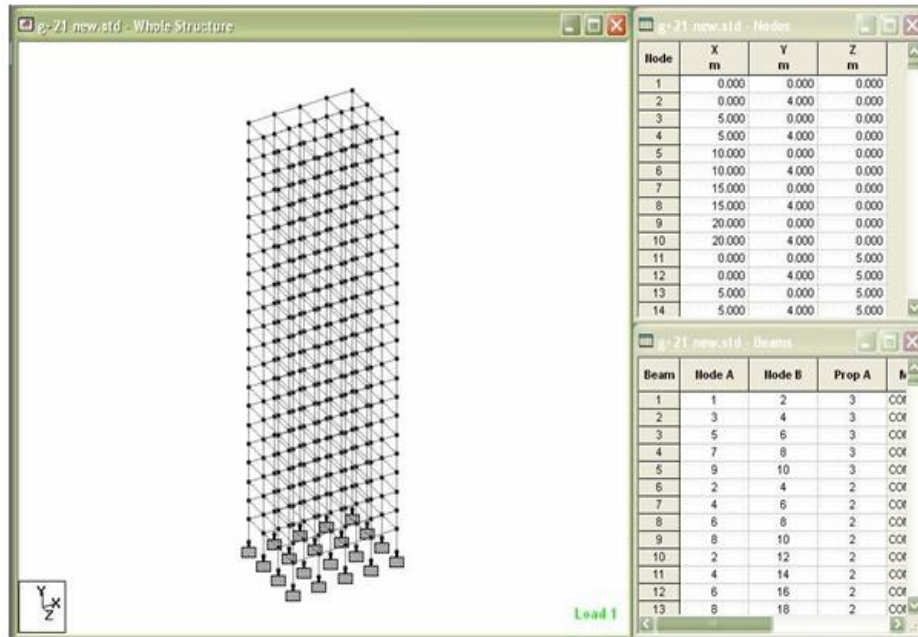 g- 21 new.std - Whole Structure
Y
X
Z
Load 1
g- 21 new.std - Nodes
Node X m Y m Z m
1 0.000 0.000 0.000
2 0.000 4.000 0.000
3 5.000 0.000 0.000
4 5.000 4.000 0.000
5 10.000 0.000 0.000
6 10.000 4.000 0.000
7 15.000 0.000 0.000
8 15.000 4.000 0.000
9 20.000 0.000 0.000
10 20.000 4.000 0.000
11 0.000 0.000 5.000
12 0.000 4.000 5.000
13 5.000 0.000 5.000
14 5.000 4.000 5.000
g- 21 new.std - Beams
Beam Node A Node B Prop A
1 1 2 3
2 3 4 3
3 5 6 3
4 7 8 3
5 9 10 3
6 2 4 2
7 4 6 2
8 6 8 2
9 8 10 2
10 2 12 2
11 4 14 2
12 6 16 2
13 8 18 2